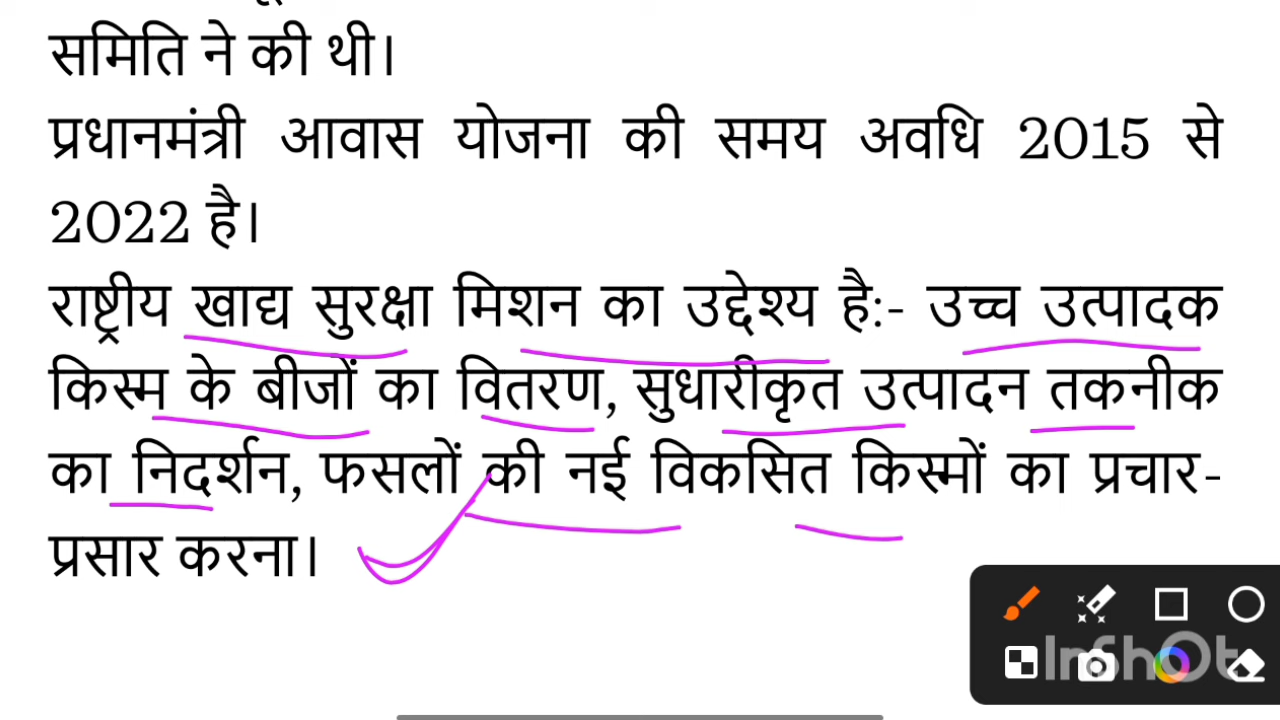 समिति ने की थी।
प्रधानमंत्री आवास योजना की समय अवधि 2015 से
2022 है।
राष्ट्रीय खाद्य सुरक्षा मिशन का उद्देश्य है:- उच्च उत्पादक
किस्म के बीजों का वितरण, सुधारीकृत उत्पादन तकनीक
का निदर्शन, फसलों की नई विकसित किस्मों का प्रचार-
प्रसार करना।
InShOt